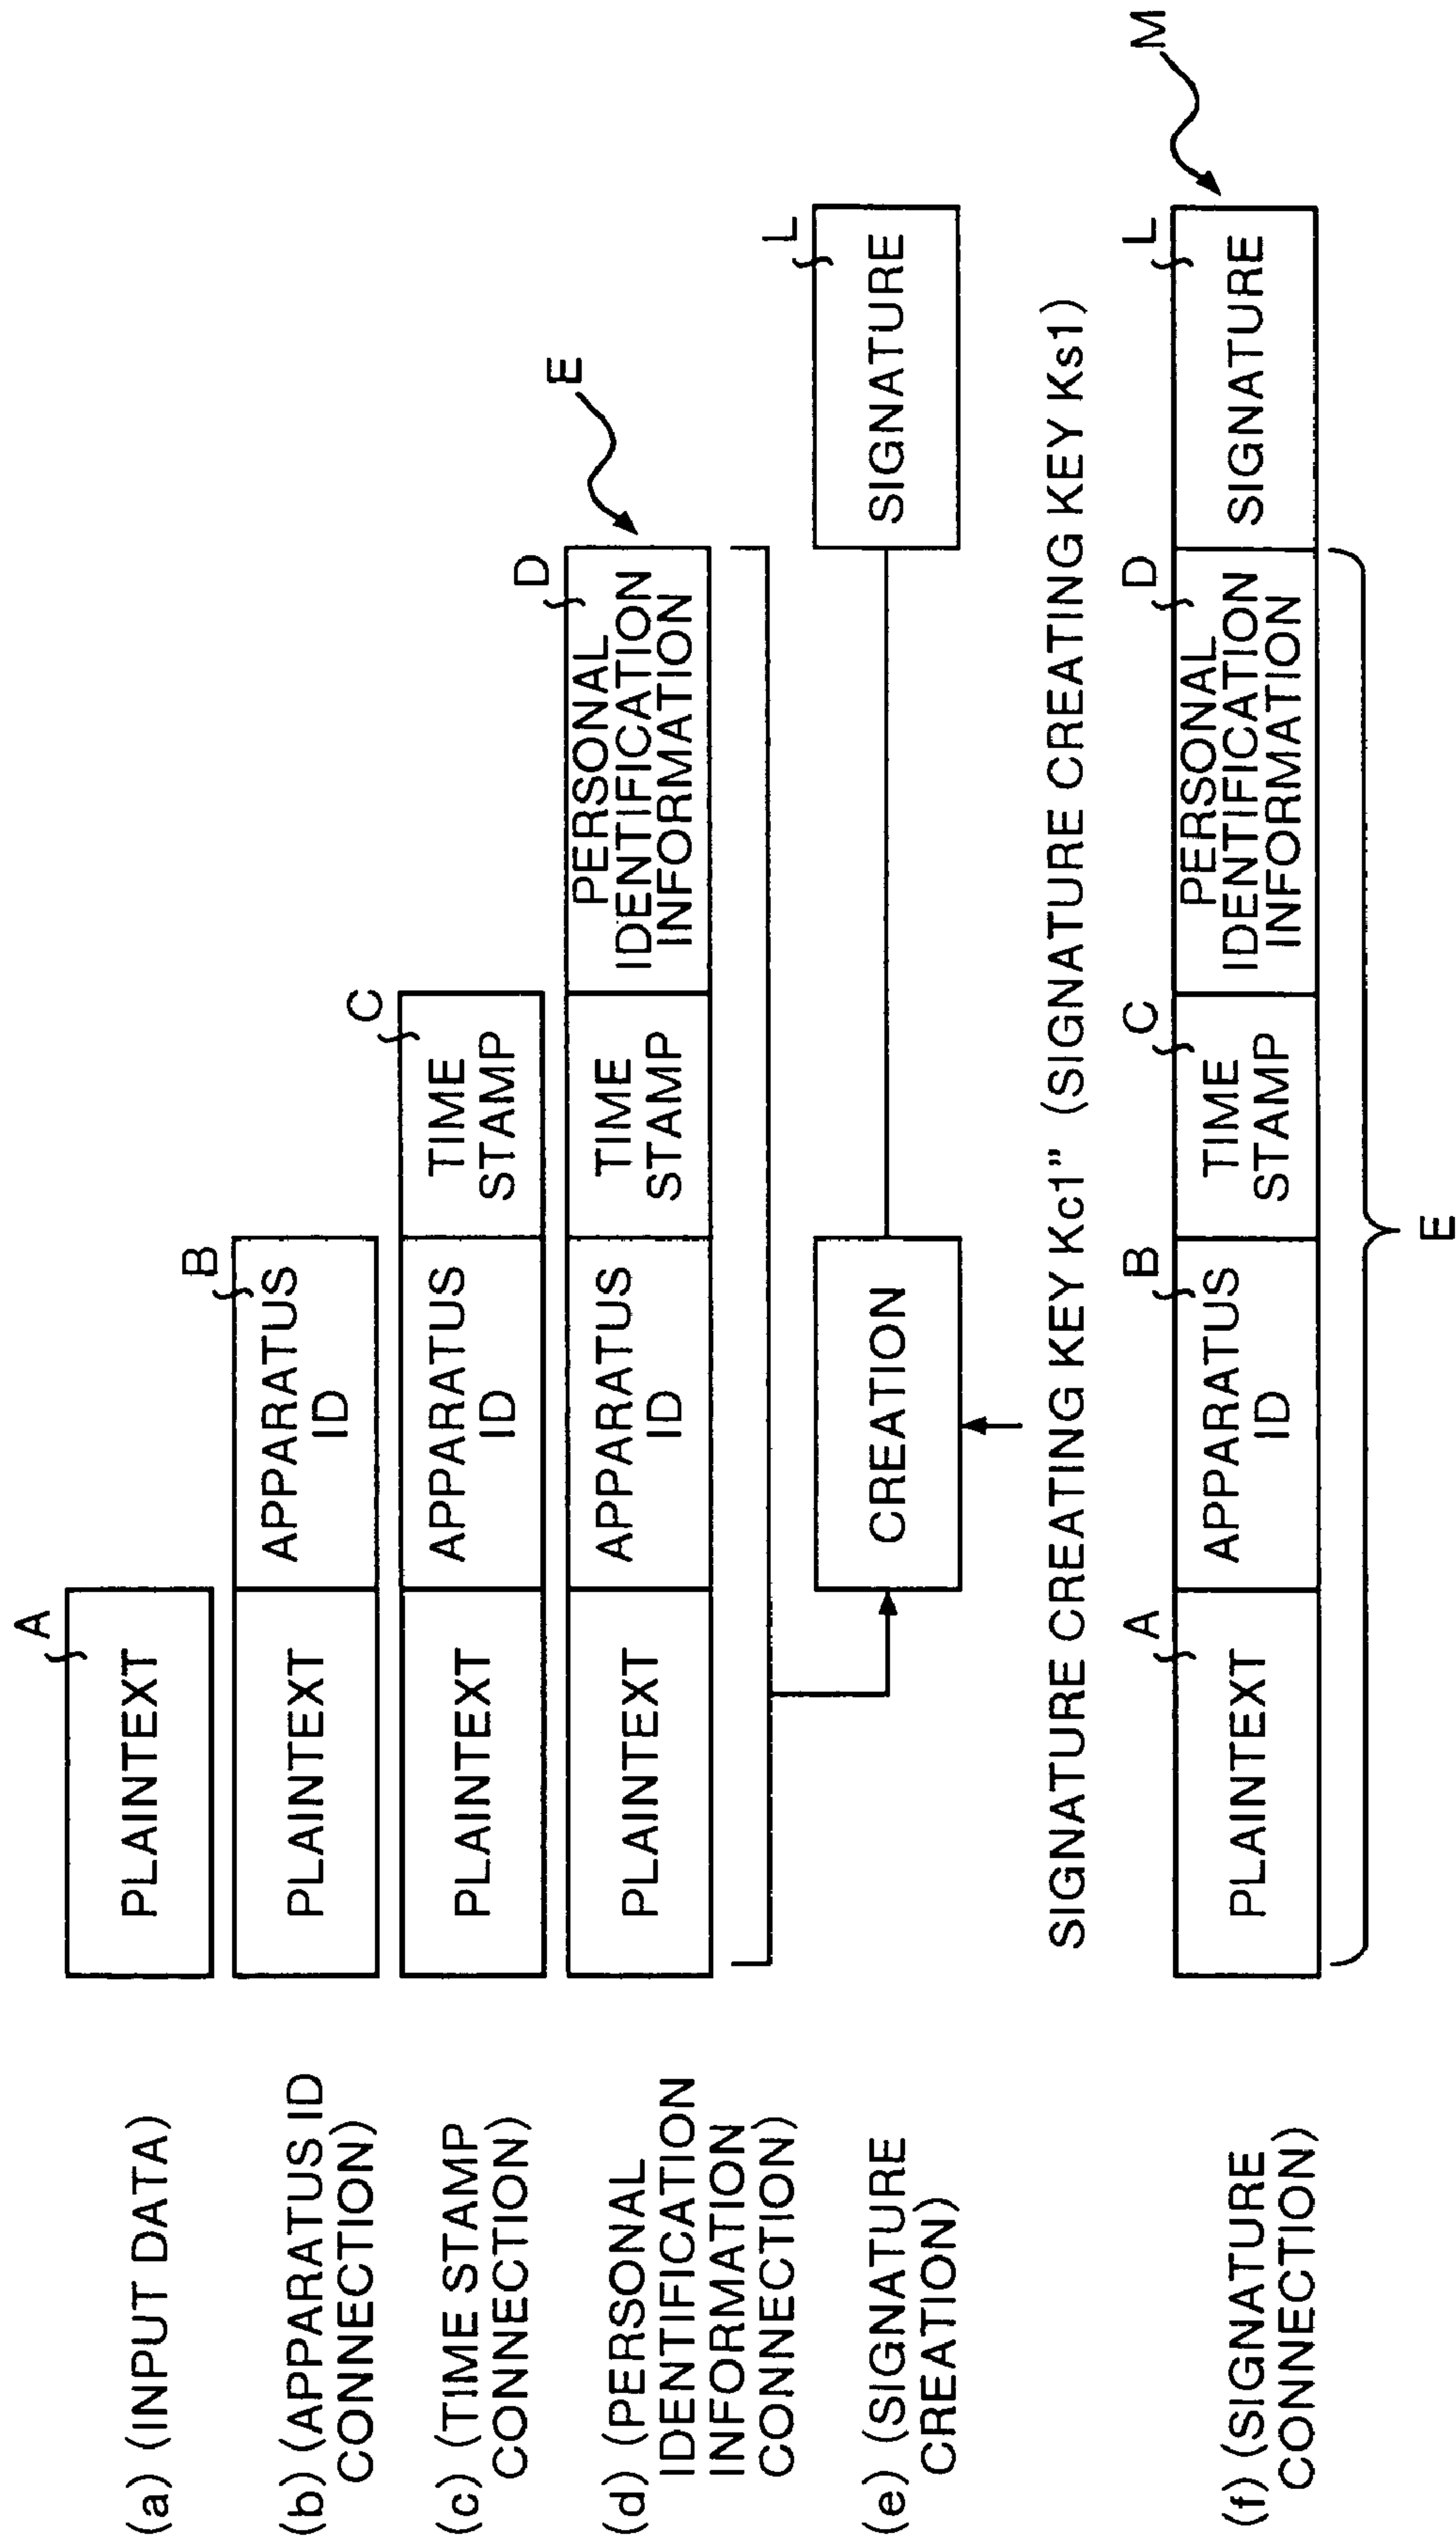 (a) (INPUT DATA)
A
PLAINTEXT
(b) (APPARATUS ID
CONNECTION)
PLAINTEXT
B
APPARATUS
ID
(c) (TIME STAMP
CONNECTION)
PLAINTEXT
APPARATUS
ID
C
TIME
STAMP
(d) (PERSONAL
IDENTIFICATION
INFORMATION
CONNECTION)
PLAINTEXT
APPARATUS
ID
TIME
STAMP
D
PERSONAL
IDENTIFICATION
INFORMATION
E
(e) (SIGNATURE
CREATION)
CREATION
L
SIGNATURE
SIGNATURE CREATING KEY Kc1” (SIGNATURE CREATING KEY Ks1)
(f) (SIGNATURE
CONNECTION)
A
PLAINTEXT
B
APPARATUS
ID
C
TIME
STAMP
D
PERSONAL
IDENTIFICATION
INFORMATION
L
SIGNATURE
M
E